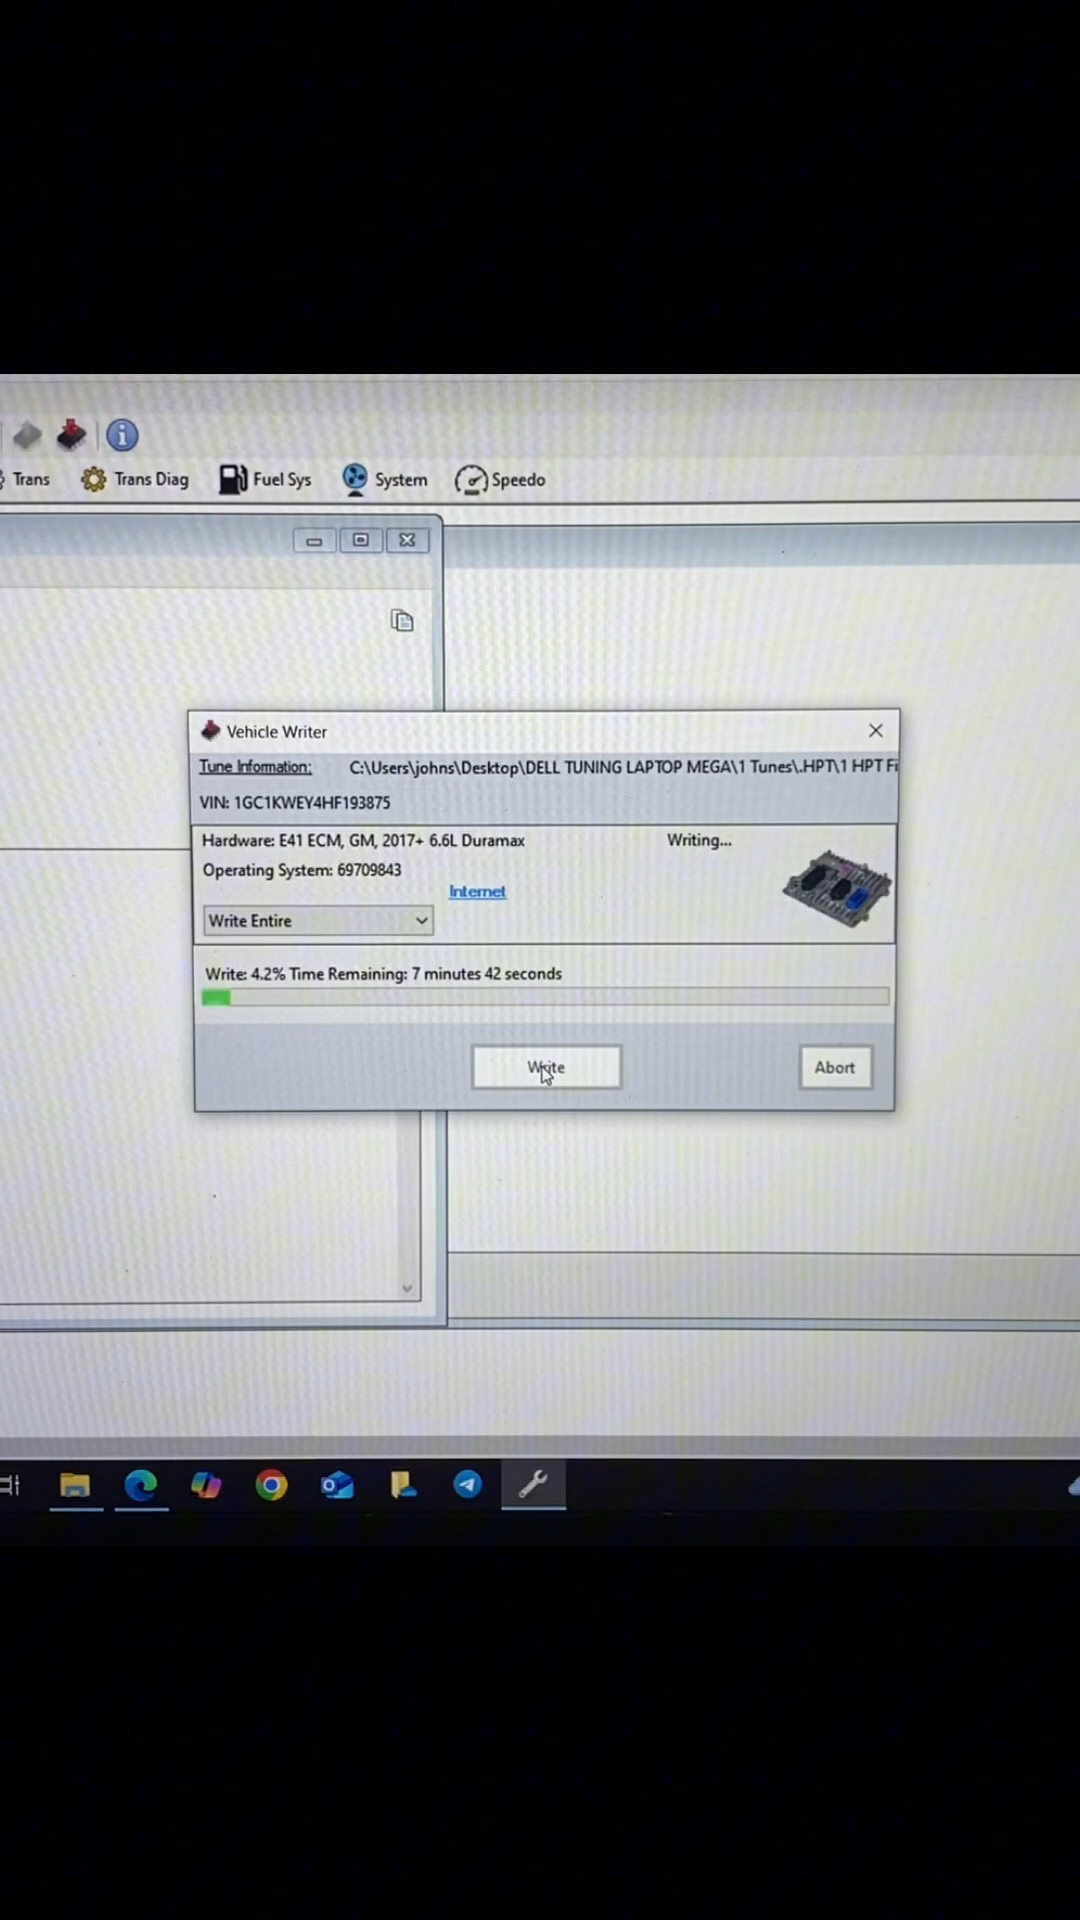 Trans Trans Diag Fuel Sys System Speedo
Vehicle Writer
Tune Information: C:\Users\johns\Desktop\DELL TUNING LAPTOP MEGA\1 Tunes\.HPT\1 HPT Fi
VIN: 1GC1KWEY4HF193875
Hardware: E41 ECM, GM, 2017+ 6.6L Duramax Writing...
Operating System: 69709843
Internet
Write Entire
Write: 4.2% Time Remaining: 7 minutes 42 seconds
Write Abort